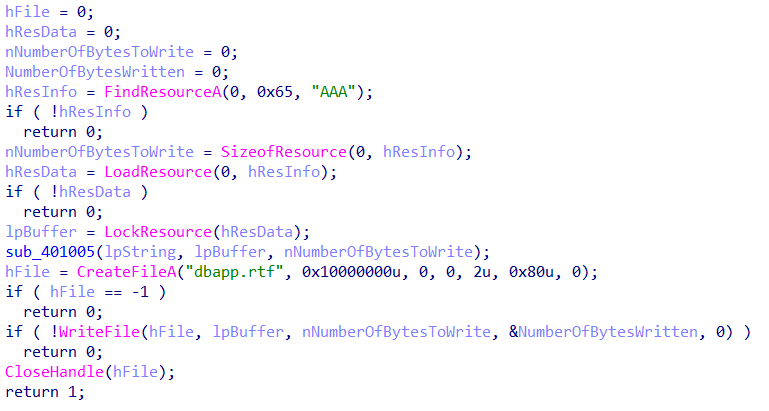 hFile = 0;
hResData = 0;
nNumberOfBytesToWrite = 0;
NumberOfBytesWritten = 0;
hResInfo = FindResourceA(0, 0x65, "AAA");
if ( !hResInfo )
  return 0;
nNumberOfBytesToWrite = SizeofResource(0, hResInfo);
hResData = LoadResource(0, hResInfo);
if ( !hResData )
  return 0;
lpBuffer = LockResource(hResData);
sub_401005(lpString, lpBuffer, nNumberOfBytesToWrite);
hFile = CreateFileA("dbapp.rtf", 0x10000000u, 0, 0, 2u, 0x80u, 0);
if ( hFile == -1 )
  return 0;
if ( !WriteFile(hFile, lpBuffer, nNumberOfBytesToWrite, &NumberOfBytesWritten, 0) )
  return 0;
CloseHandle(hFile);
return 1;